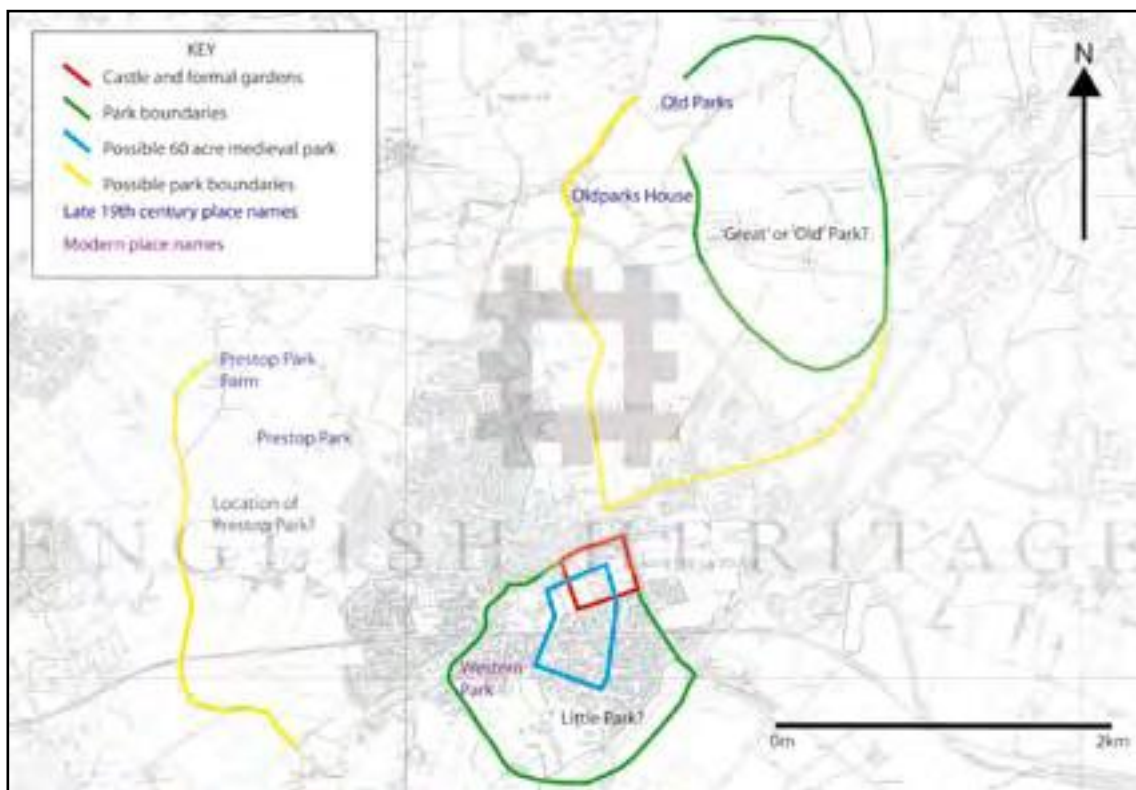 KEY
Castle and formal gardens
Park boundaries
Possible 60 acre medieval park
Possible park boundaries
Late 19th century place names
Modern place names
N
Old Parks
Oldparks House
'Great' or 'Old' Park?
Prestop Park
Farm
Prestop Park
Location of
Prestop Park?
ENGLISH HERITAGE
Western
Park
Little Park?
0m
2km